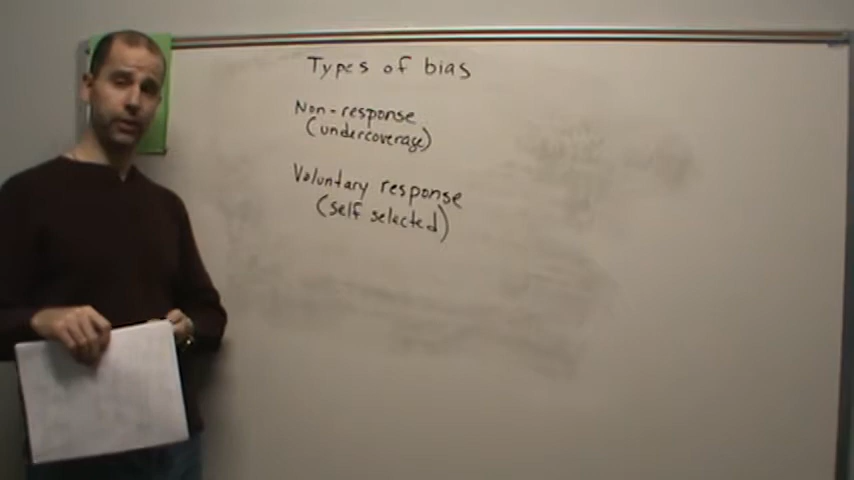 Types of bias
Non-response
(undercoverage)
Voluntary response
(self selected)